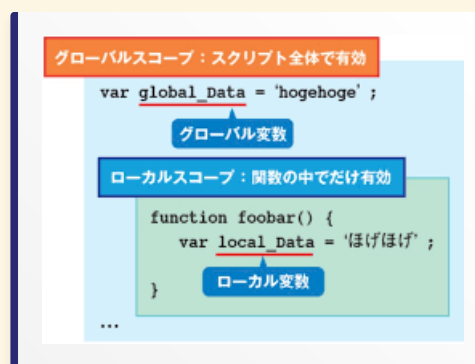 グローバルスコープ：スクリプト全体で有効
var global_Data = 'hogehoge' ;
グローバル変数
ローカルスコープ：関数の中でだけ有効
function foobar() {
var local_Data = 'ほげほげ' ;
ローカル変数
}
...